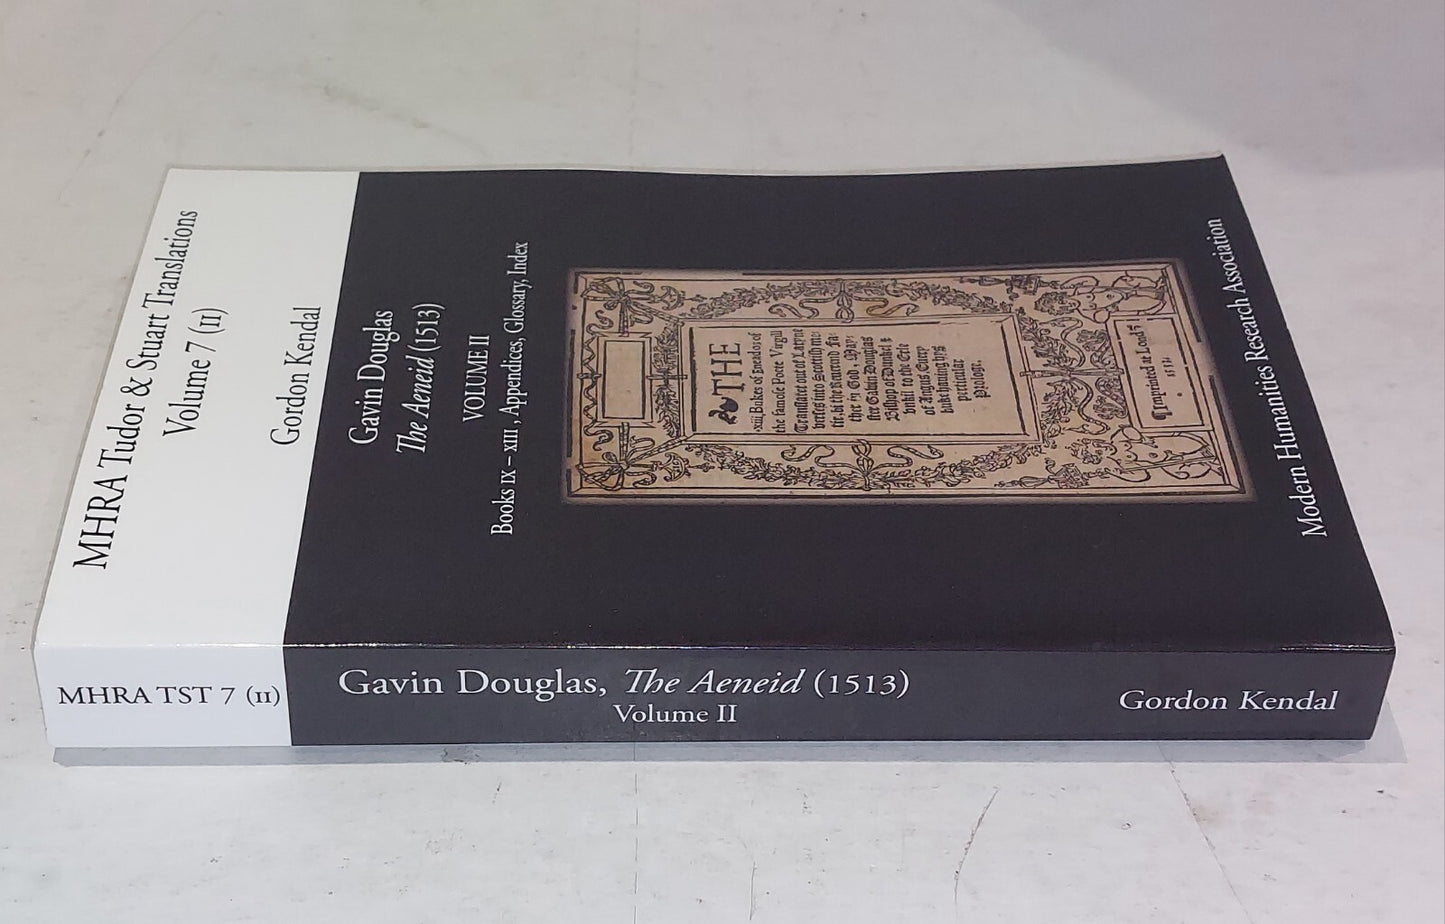 MHRA Tudor & Stuart Translations
Volume 7 (II)
Gordon Kendal
Gavin Douglas
The Aeneid (1513)
VOLUME II
Books IX – XIII, Appendices, Glossary, Index
THE
xiii Bukes of Eneados of
the famose Poete Virgill
Translatet out of Latyne
verses into Scottish me-
tir, bi the Reuerend Fa-
ther in God, Mayster
Gawin Douglas
Bishop of Dunkel &
vnkil to the Erle
of Angus. Euery
buke hauing hys
perticular
Prologe.
Imprinted at Londō
1553.
Modern Humanities Research Association
MHRA TST 7 (II)
Gavin Douglas, The Aeneid (1513)
Volume II
Gordon Kendal